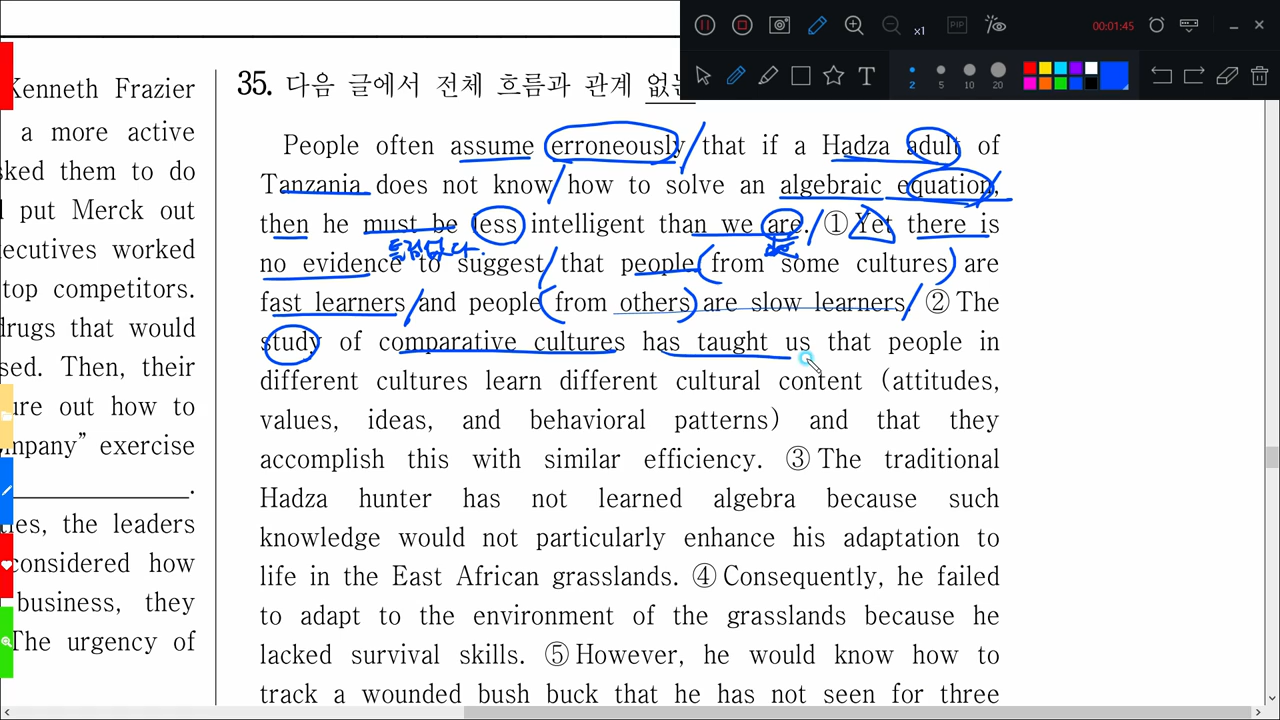 x1
PIP
00:01:45
T
2
5
10
20
Kenneth Frazier
a more active
sked them to do
put Merck out
ecutives worked
top competitors.
drugs that would
sed. Then, their
ure out how to
mpany” exercise
.
ties, the leaders
considered how
business, they
The urgency of
35. 다음 글에서 전체 흐름과 관계 없는
People often assume erroneously that if a Hadza adult of
Tanzania does not know how to solve an algebraic equation,
then he must be less intelligent than we are. ① Yet there is
틀림없다.
no evidence to suggest that people from some cultures are
fast learners and people from others are slow learners. ② The
study of comparative cultures has taught us that people in
different cultures learn different cultural content (attitudes,
values, ideas, and behavioral patterns) and that they
accomplish this with similar efficiency. ③ The traditional
Hadza hunter has not learned algebra because such
knowledge would not particularly enhance his adaptation to
life in the East African grasslands. ④ Consequently, he failed
to adapt to the environment of the grasslands because he
lacked survival skills. ⑤ However, he would know how to
track a wounded bush buck that he has not seen for three